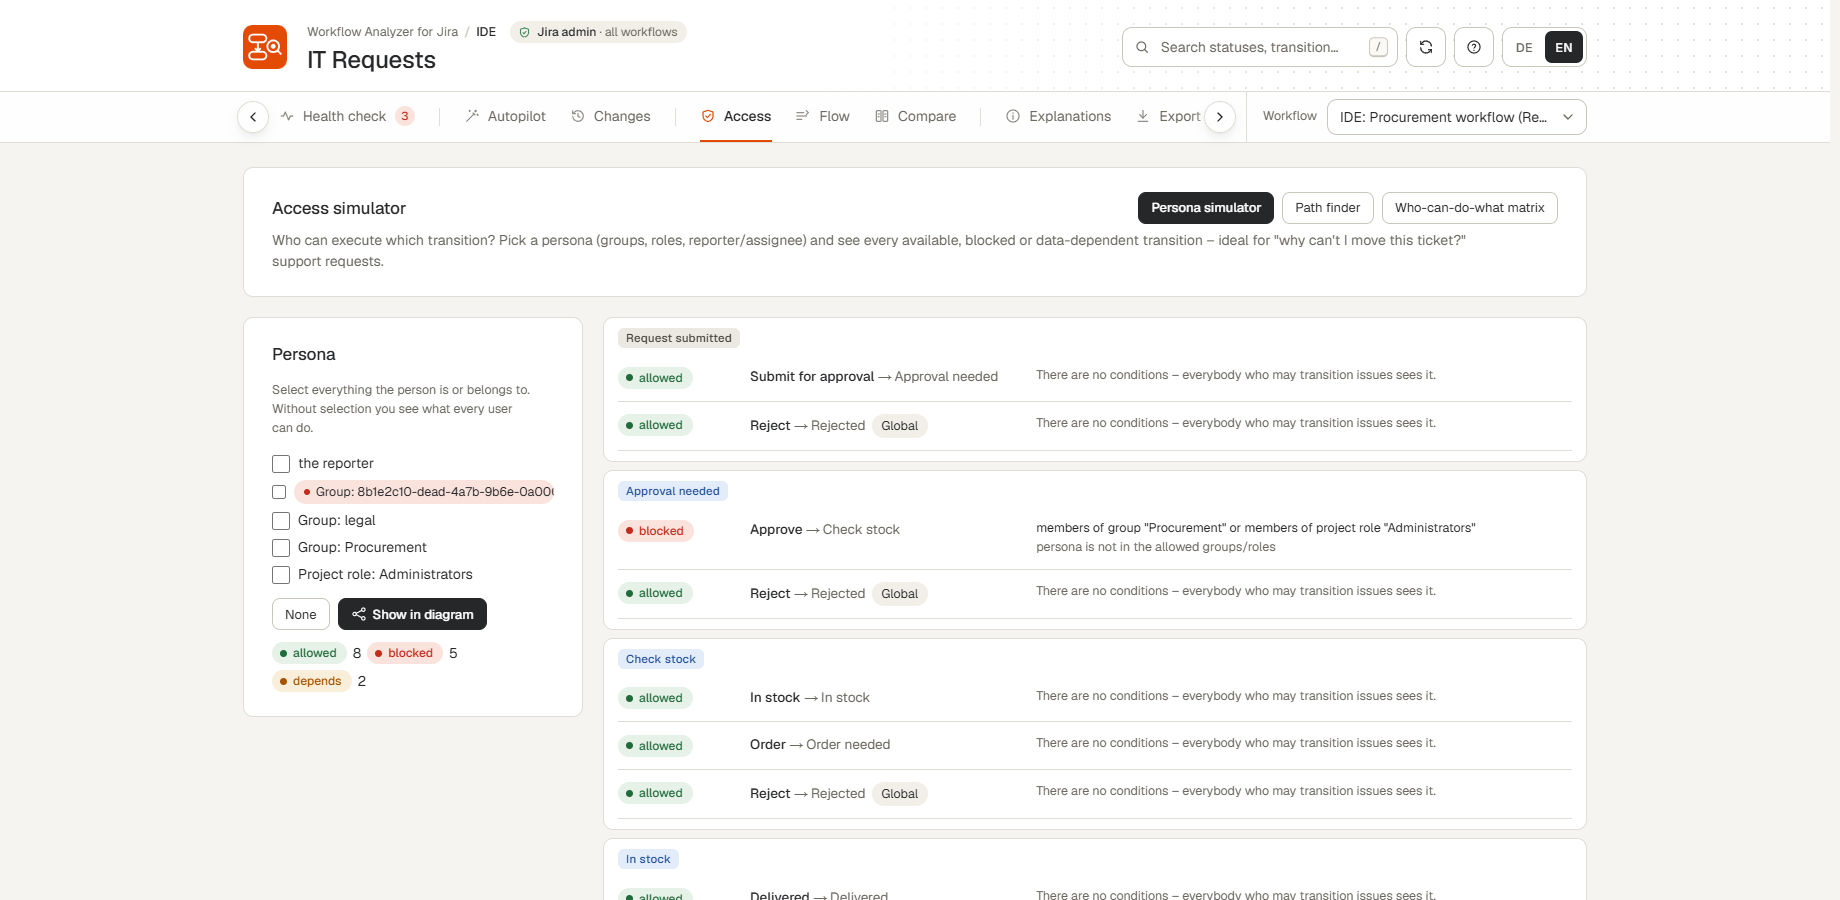 Workflow Analyzer for Jira / IDE
Jira admin · all workflows
IT Requests
Search statuses, transition...
/
DE
EN
Health check
3
Autopilot
Changes
Access
Flow
Compare
Explanations
Export
Workflow
IDE: Procurement workflow (Re...
Access simulator
Persona simulator
Path finder
Who-can-do-what matrix
Who can execute which transition? Pick a persona (groups, roles, reporter/assignee) and see every available, blocked or data-dependent transition – ideal for "why can't I move this ticket?"
support requests.
Persona
Select everything the person is or belongs to.
Without selection you see what every user
can do.
the reporter
Group: 8b1e2c10-dead-4a7b-9b6e-0a00
Group: legal
Group: Procurement
Project role: Administrators
None
Show in diagram
allowed 8 blocked 5
depends 2
Request submitted
allowed Submit for approval → Approval needed There are no conditions – everybody who may transition issues sees it.
allowed Reject → Rejected Global There are no conditions – everybody who may transition issues sees it.
Approval needed
blocked Approve → Check stock members of group "Procurement" or members of project role "Administrators"
persona is not in the allowed groups/roles
allowed Reject → Rejected Global There are no conditions – everybody who may transition issues sees it.
Check stock
allowed In stock → In stock There are no conditions – everybody who may transition issues sees it.
allowed Order → Order needed There are no conditions – everybody who may transition issues sees it.
allowed Reject → Rejected Global There are no conditions – everybody who may transition issues sees it.
In stock
allowed Delivered → Delivered There are no conditions – everybody who may transition issues sees it.